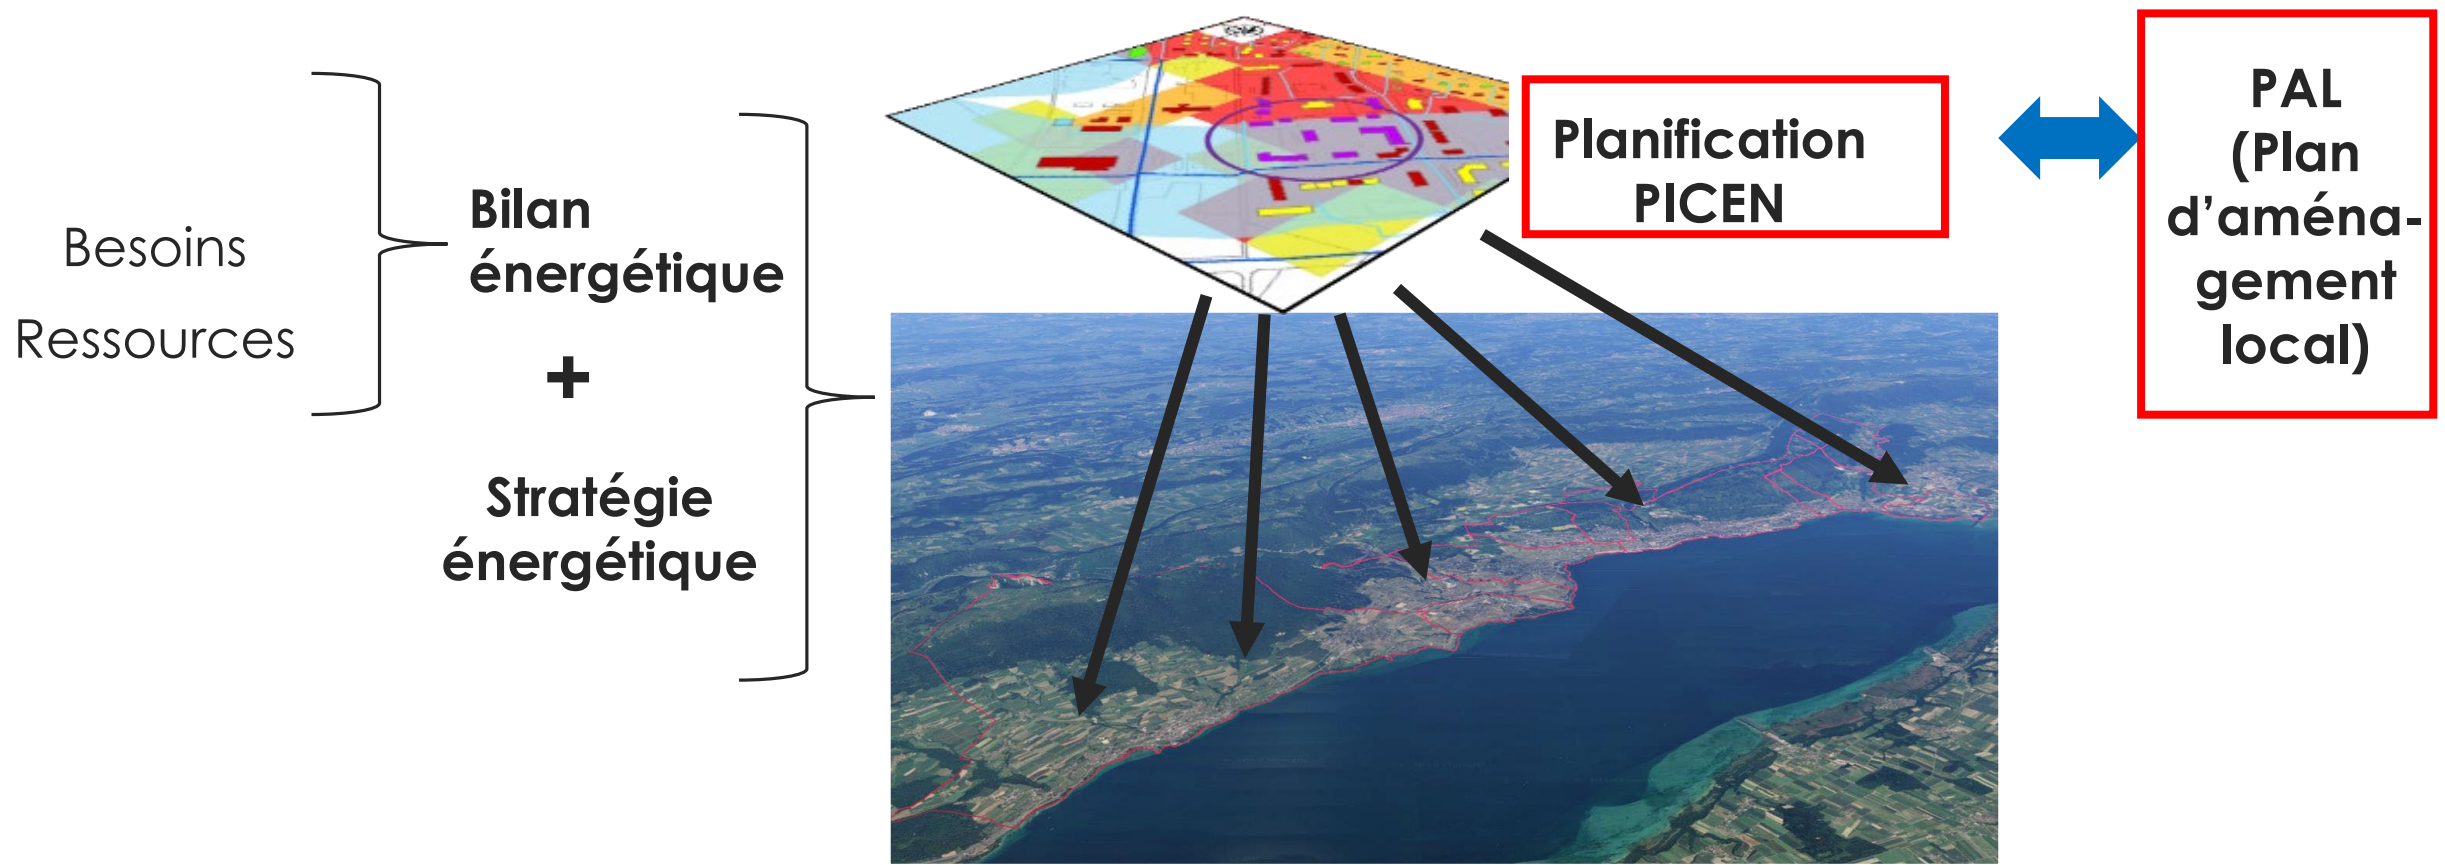 Besoins
Ressources
Bilan
énergétique
+
Stratégie
énergétique
Planification
PICEN
PAL
(Plan
d’aména-
gement
local)